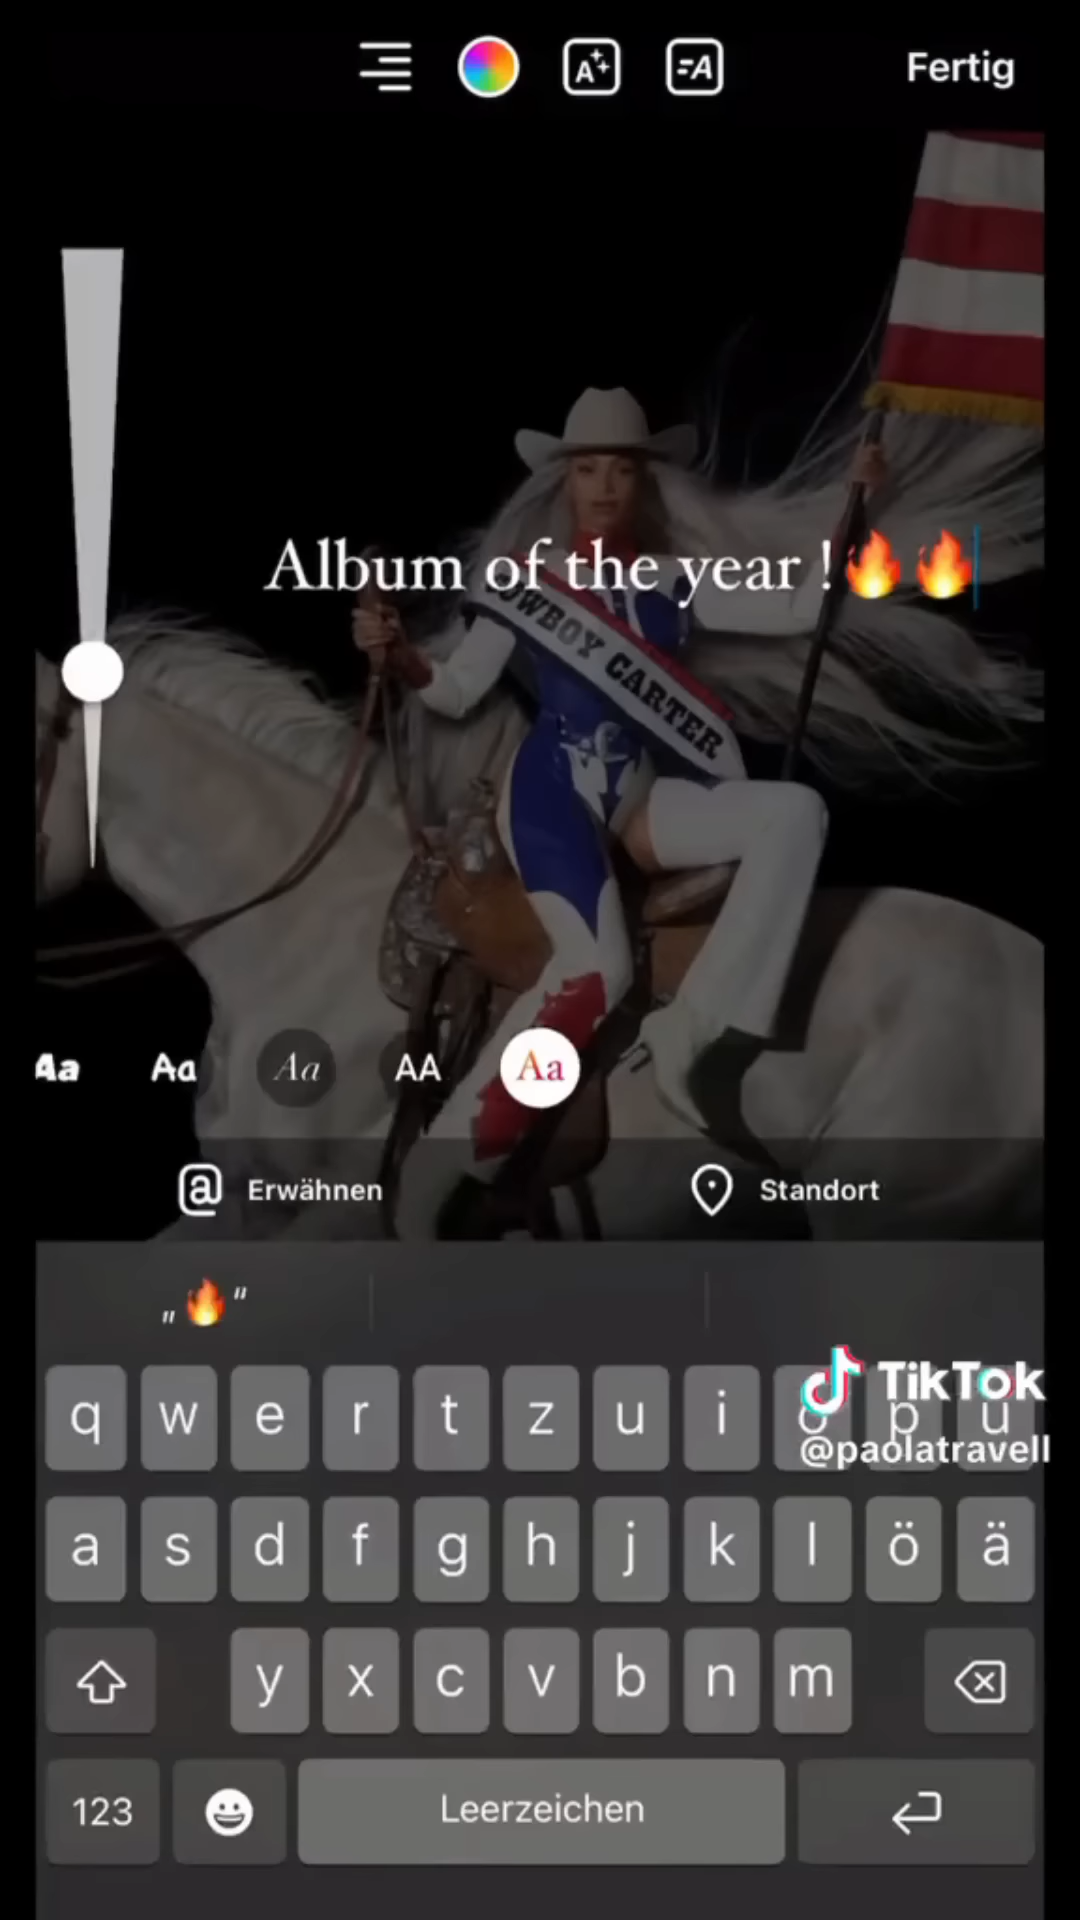 Fertig
Album of the year !🔥🔥
COWBOY CARTER
Aa Aa Aa AA Aa
Erwähnen Standort
„🔥"
q w e r t z u i o p ü
TikTok
@paolatravell
a s d f g h j k l ö ä
y x c v b n m
123 Leerzeichen